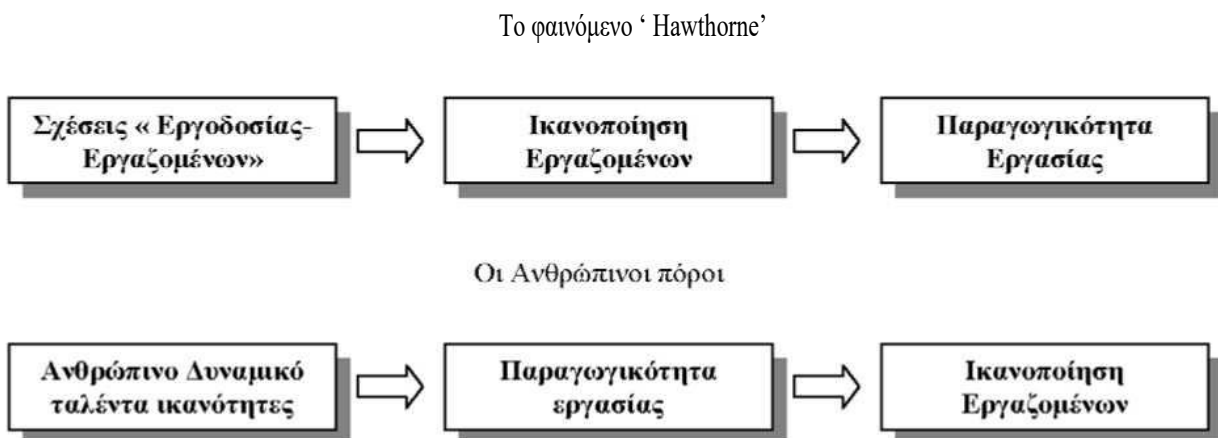 Το φαινόμενο ‘ Hawthorne’
Σχέσεις « Εργοδοσίας-
Εργαζομένων»
Ικανοποίηση
Εργαζομένων
Παραγωγικότητα
Εργασίας
Οι Ανθρώπινοι πόροι
Ανθρώπινο Δυναμικό
ταλέντα ικανότητες
Παραγωγικότητα
εργασίας
Ικανοποίηση
Εργαζομένων